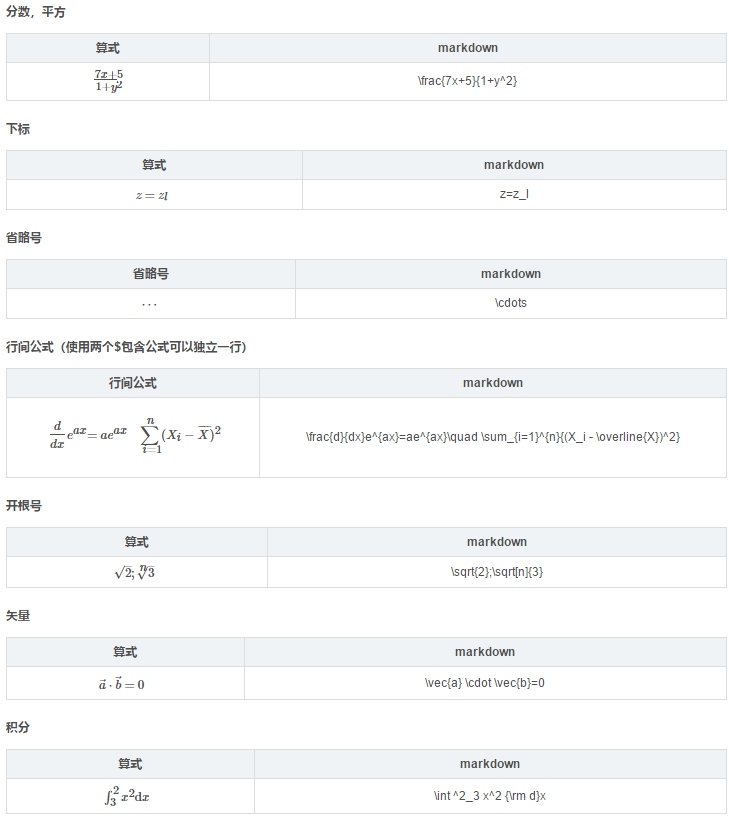 分数，平方
算式 markdown
\frac{7x+5}{1+y^2} \frac{7x+5}{1+y^2}
下标
算式 markdown
z = z_l z=z_l
省略号
省略号 markdown
⋯ \cdots
行间公式（使用两个$包含公式可以独立一行）
行间公式 markdown
\frac{d}{dx}e^{ax}=ae^{ax}\quad \sum_{i=1}^{n}{(X_i - \overline{X})^2} \frac{d}{dx}e^{ax}=ae^{ax}\quad \sum_{i=1}^{n}{(X_i - \overline{X})^2}
开根号
算式 markdown
\sqrt{2};\sqrt[n]{3} \sqrt{2};\sqrt[n]{3}
矢量
算式 markdown
\vec{a} \cdot \vec{b}=0 \vec{a} \cdot \vec{b}=0
积分
算式 markdown
\int ^2_3 x^2 {\rm d}x \int ^2_3 x^2 {\rm d}x